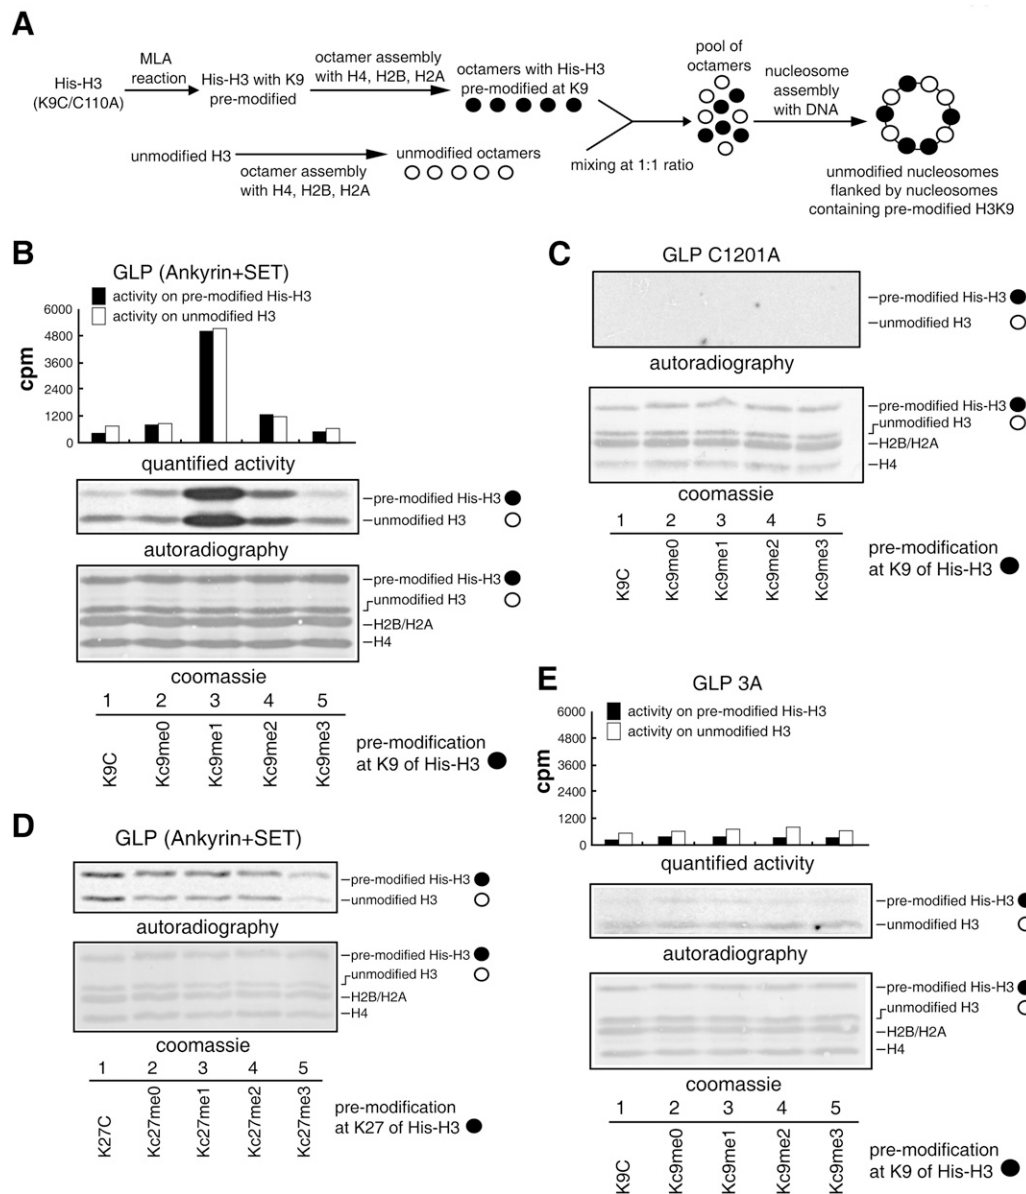 A
His-H3
(K9C/C110A)
MLA
reaction
His-H3 with K9
pre-modified
octamer assembly
with H4, H2B, H2A
octamers with His-H3
pre-modified at K9
unmodified H3
octamer assembly
with H4, H2B, H2A
unmodified octamers
mixing at 1:1 ratio
pool of
octamers
nucleosome
assembly
with DNA
unmodified nucleosomes
flanked by nucleosomes
containing pre-modified H3K9
B
GLP (Ankyrin+SET)
activity on pre-modified His-H3
activity on unmodified H3
cpm
6000
4800
3600
2400
1200
0
quantified activity
pre-modified His-H3
unmodified H3
autoradiography
pre-modified His-H3
unmodified H3
H2B/H2A
H4
coomassie
1 2 3 4 5
K9C Kc9me0 Kc9me1 Kc9me2 Kc9me3
pre-modification
at K9 of His-H3
C
GLP C1201A
pre-modified His-H3
unmodified H3
autoradiography
pre-modified His-H3
unmodified H3
H2B/H2A
H4
coomassie
1 2 3 4 5
K9C Kc9me0 Kc9me1 Kc9me2 Kc9me3
pre-modification
at K9 of His-H3
D
GLP (Ankyrin+SET)
pre-modified His-H3
unmodified H3
autoradiography
pre-modified His-H3
unmodified H3
H2B/H2A
H4
coomassie
1 2 3 4 5
K27C Kc27me0 Kc27me1 Kc27me2 Kc27me3
pre-modification
at K27 of His-H3
E
GLP 3A
activity on pre-modified His-H3
activity on unmodified H3
cpm
6000
4800
3600
2400
1200
0
quantified activity
pre-modified His-H3
unmodified H3
autoradiography
pre-modified His-H3
unmodified H3
H2B/H2A
H4
coomassie
1 2 3 4 5
K9C Kc9me0 Kc9me1 Kc9me2 Kc9me3
pre-modification
at K9 of His-H3